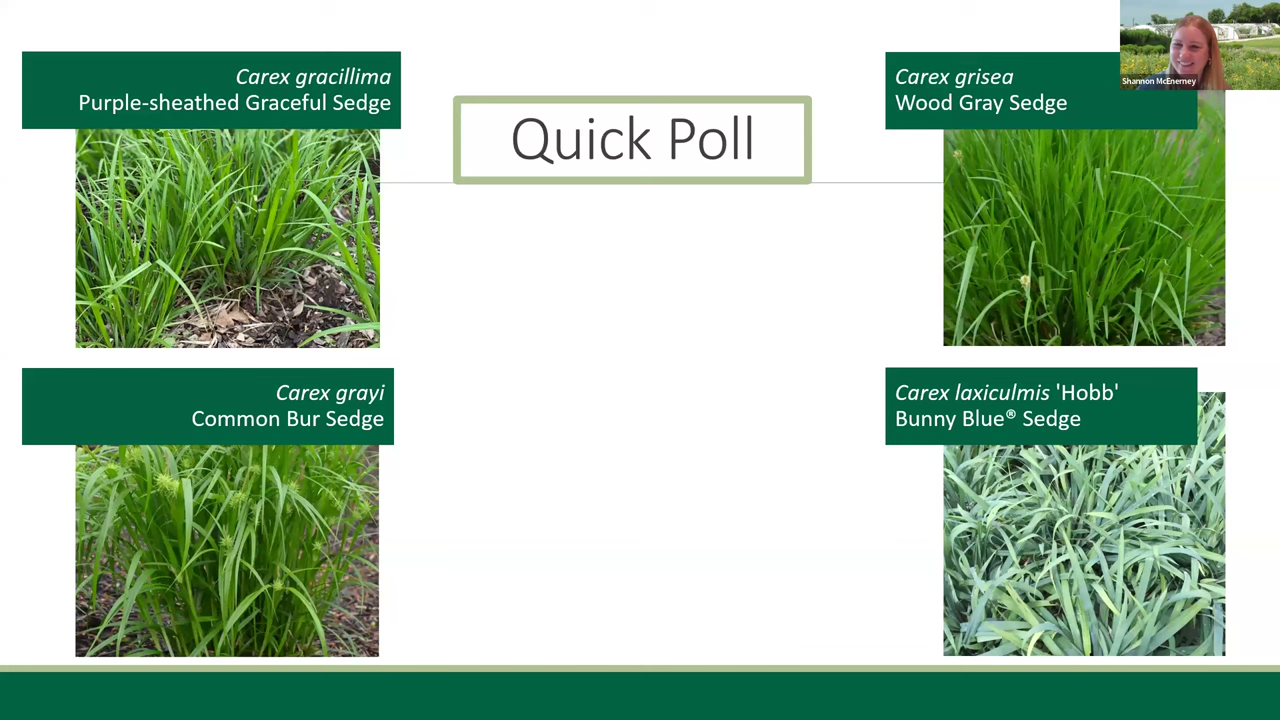 Carex gracillima
Purple-sheathed Graceful Sedge
Quick Poll
Carex grisea
Wood Gray Sedge
Shannon McEnerney
Carex grayi
Common Bur Sedge
Carex laxiculmis 'Hobb'
Bunny Blue® Sedge